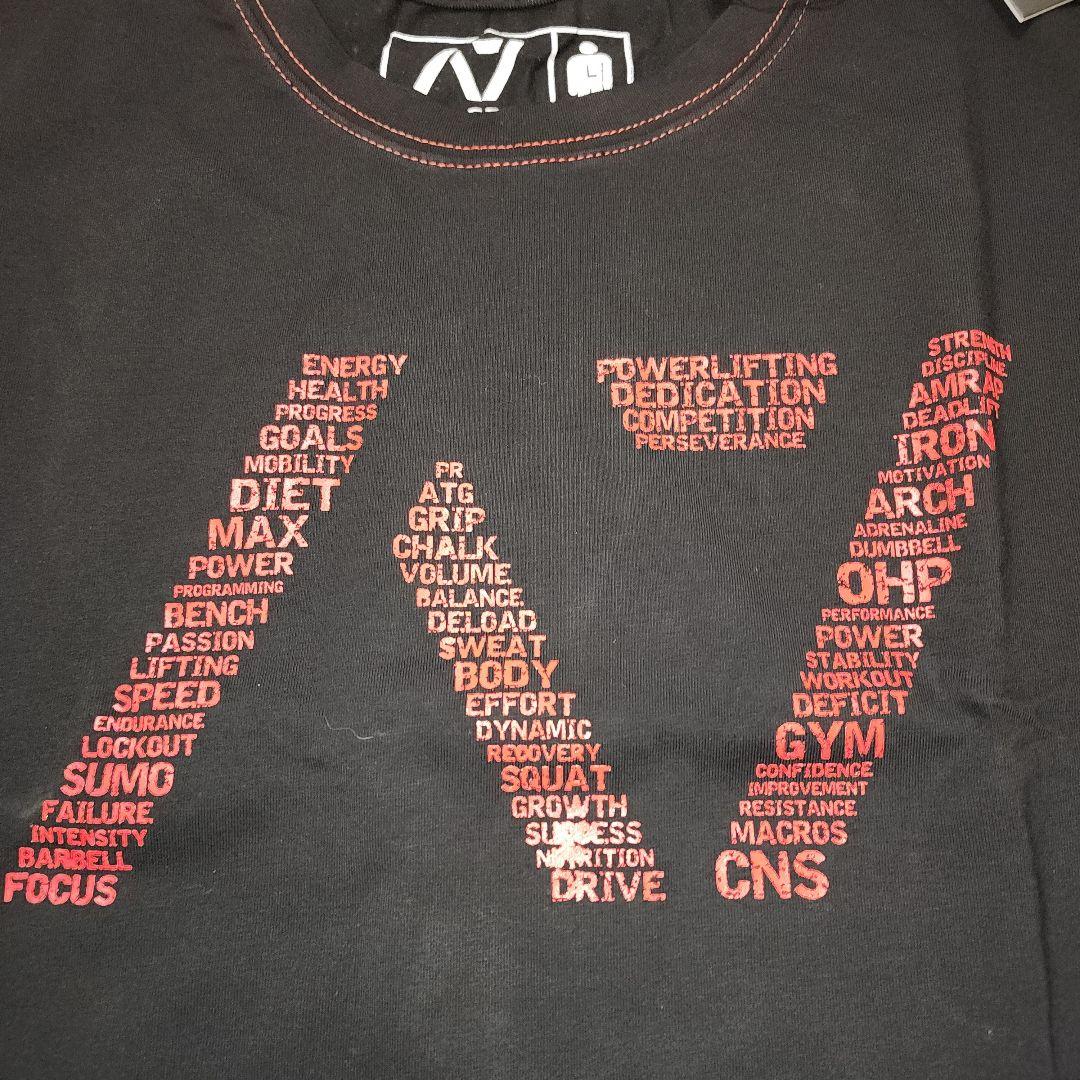 A7
L
ENERGY
HEALTH
PROGRESS
GOALS
MOBILITY
DIET
MAX
POWER
PROGRAMMING
BENCH
PASSION
LIFTING
SPEED
ENDURANCE
LOCKOUT
SUMO
FAILURE
INTENSITY
BARBELL
FOCUS
PR
ATG
GRIP
CHALK
VOLUME
BALANCE
DELOAD
SWEAT
BODY
EFFORT
DYNAMIC
RECOVERY
SQUAT
GROWTH
SUCCESS
NUTRITION
DRIVE
POWERLIFTING
DEDICATION
COMPETITION
PERSEVERANCE
STRENGTH
DISCIPLINE
AMRAP
DEADLIFT
IRON
MOTIVATION
ARCH
ADRENALINE
DUMBBELL
OHP
PERFORMANCE
POWER
STABILITY
WORKOUT
DEFICIT
GYM
CONFIDENCE
IMPROVEMENT
RESISTANCE
MACROS
CNS